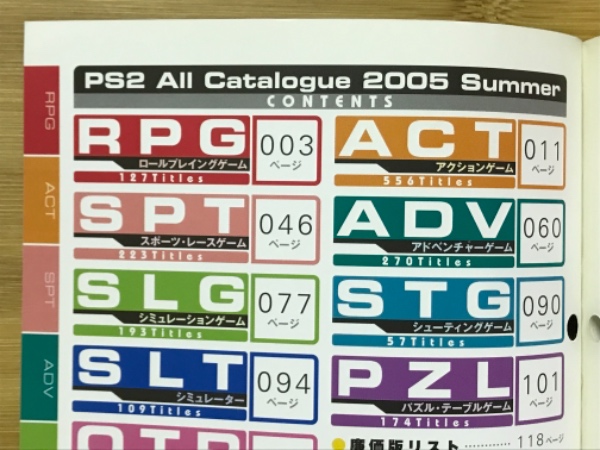 PS2 All Catalogue 2005 Summer
CONTENTS
RPG
ロールプレイングゲーム
127Titles
003
ページ
ACT
アクションゲーム
556Titles
011
ページ
SPT
スポーツ・レースゲーム
223Titles
046
ページ
ADV
アドベンチャーゲーム
270Titles
060
ページ
SLG
シミュレーションゲーム
193Titles
077
ページ
STG
シューティングゲーム
57Titles
090
ページ
SLT
シミュレーター
109Titles
094
ページ
PZL
パズル・テーブルゲーム
174Titles
101
ページ
廉価版リスト ………… 118ページ
RPG
ACT
SPT
ADV